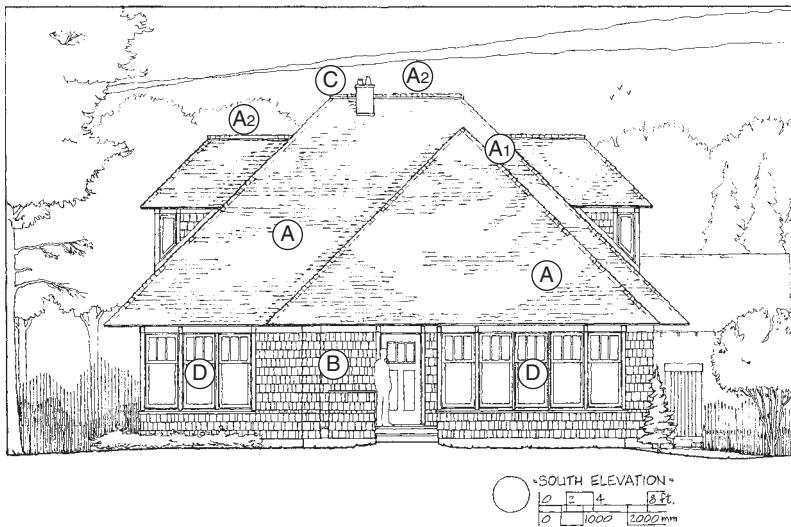 A2
C
A2
A1
A
A
D
B
D
"SOUTH ELEVATION"
0 2 4 8 ft.
0 1000 2000 mm